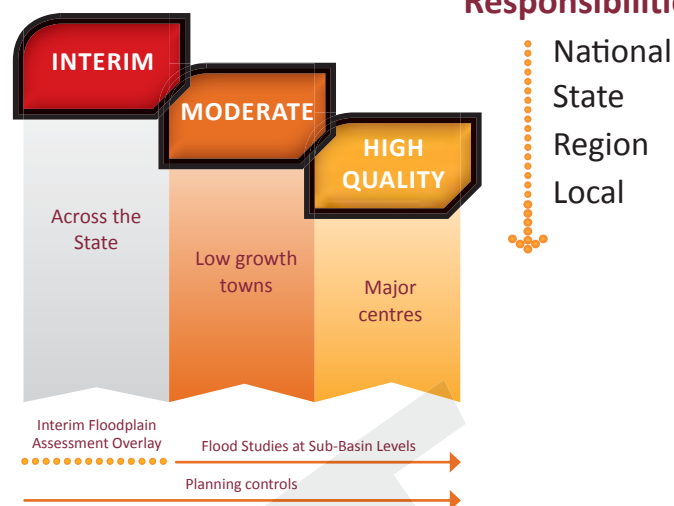 Responsibilitie
National
State
Region
Local
INTERIM
MODERATE
HIGH
QUALITY
Across the
State
Low growth
towns
Major
centres
Interim Floodplain
Assessment Overlay
Flood Studies at Sub-Basin Levels
Planning controls